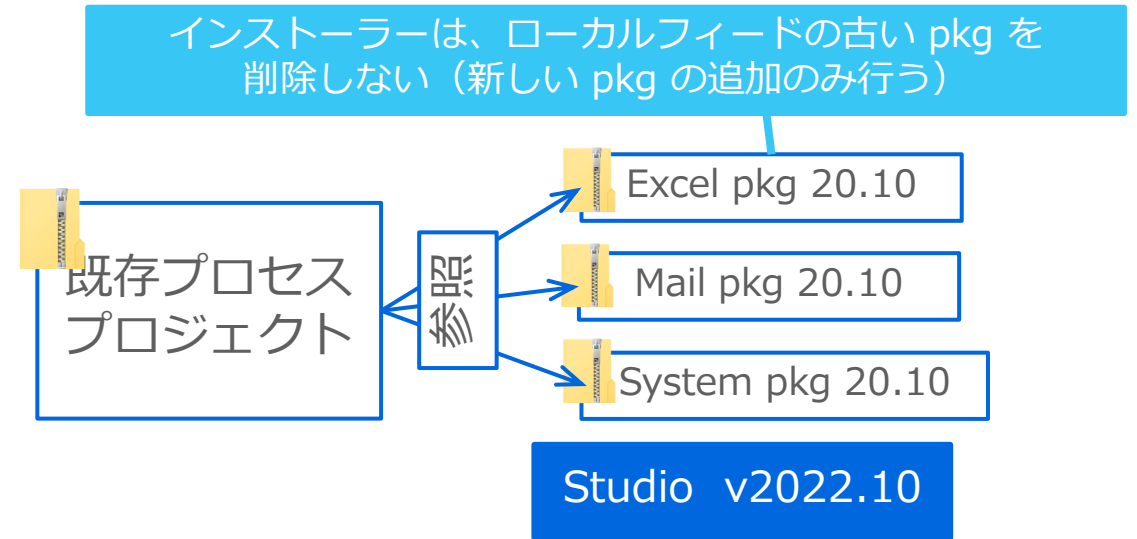 インストーラーは、ローカルフィードの古い pkg を
削除しない（新しい pkg の追加のみ行う）
既存プロセス
プロジェクト
参照
Excel pkg 20.10
Mail pkg 20.10
System pkg 20.10
Studio v2022.10